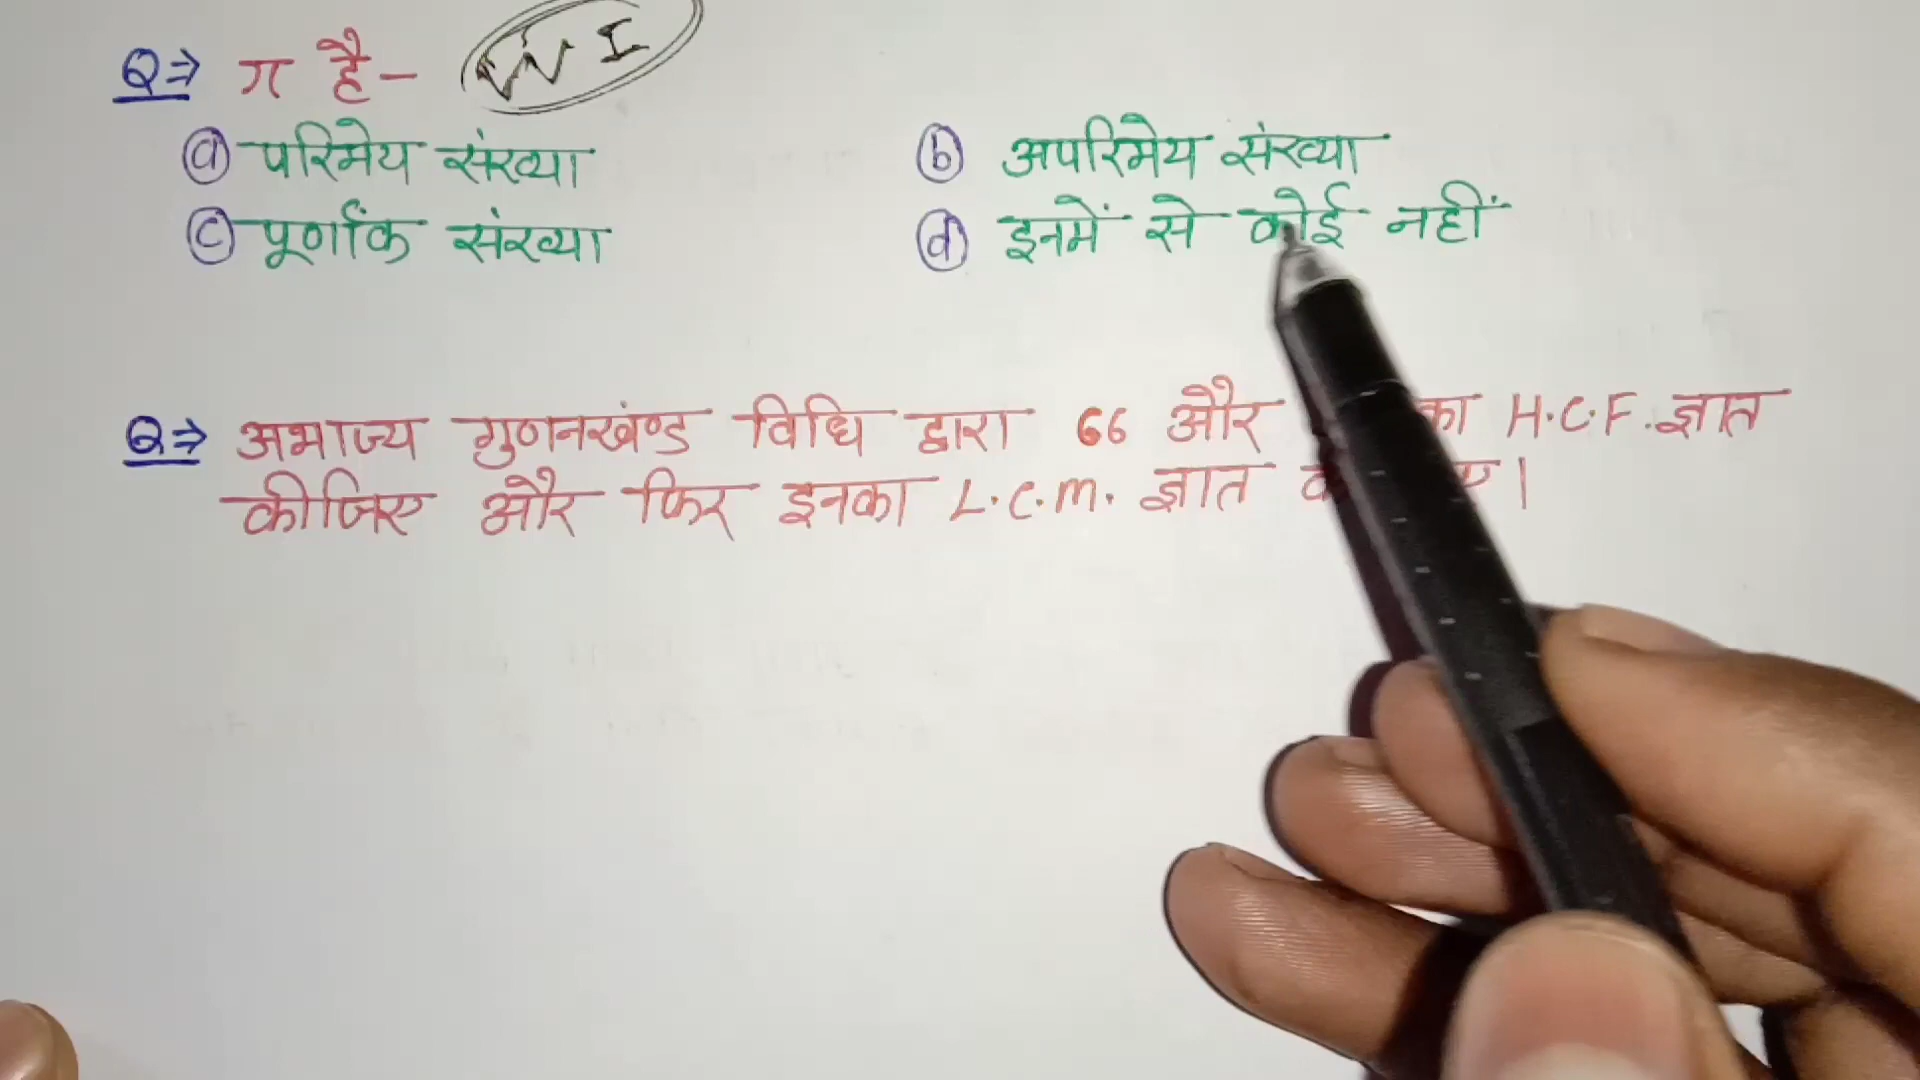 Q⇒ π है– VVI
ⓐ परिमेय संख्या ⓑ अपरिमेय संख्या
ⓒ पूर्णांक संख्या ⓓ इनमें से कोई नहीं
Q⇒ अभाज्य गुणनखंण्ड विधि द्वारा 66 और का H.C.F. ज्ञात
कीजिए और फिर इनका L.C.M. ज्ञात